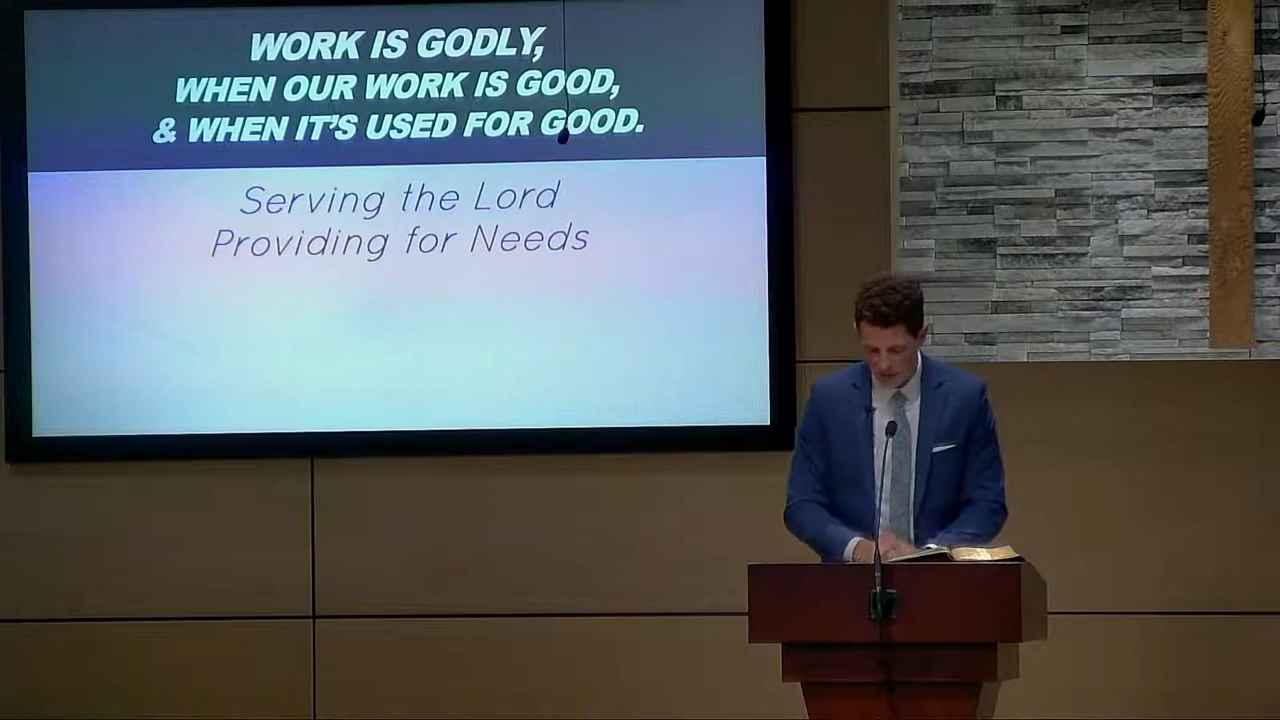 WORK IS GODLY,
WHEN OUR WORK IS GOOD,
& WHEN IT'S USED FOR GOOD.
Serving the Lord
Providing for Needs